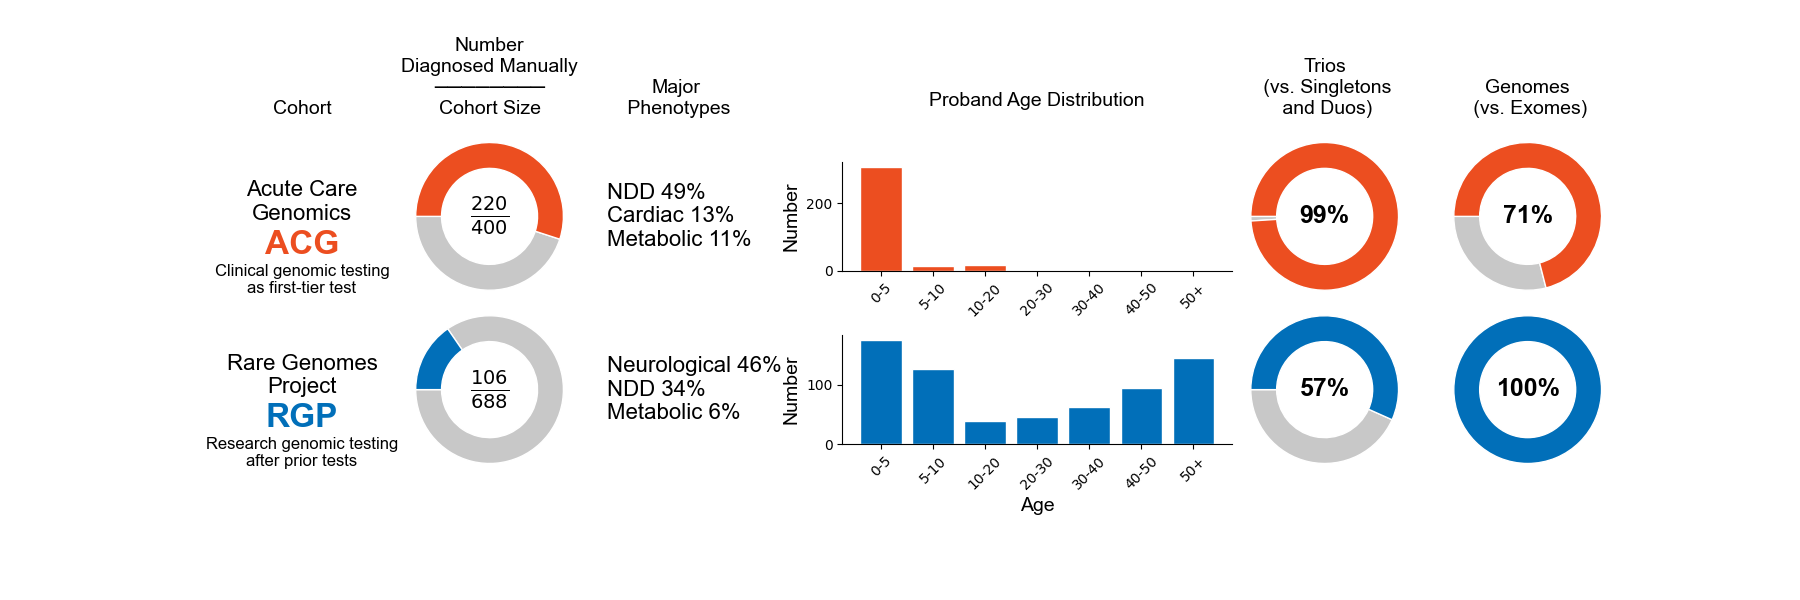 Number
Diagnosed Manually
Cohort Size
Cohort
Major
Phenotypes
Proband Age Distribution
Trios
(vs. Singletons
and Duos)
Genomes
(vs. Exomes)
Acute Care
Genomics
ACG
Clinical genomic testing
as first-tier test
220
400
NDD 49%
Cardiac 13%
Metabolic 11%
Number
200
0
0-5
5-10
10-20
20-30
30-40
40-50
50+
99%
71%
Rare Genomes
Project
RGP
Research genomic testing
after prior tests
106
688
Neurological 46%
NDD 34%
Metabolic 6%
Number
100
0
0-5
5-10
10-20
20-30
30-40
40-50
50+
Age
57%
100%